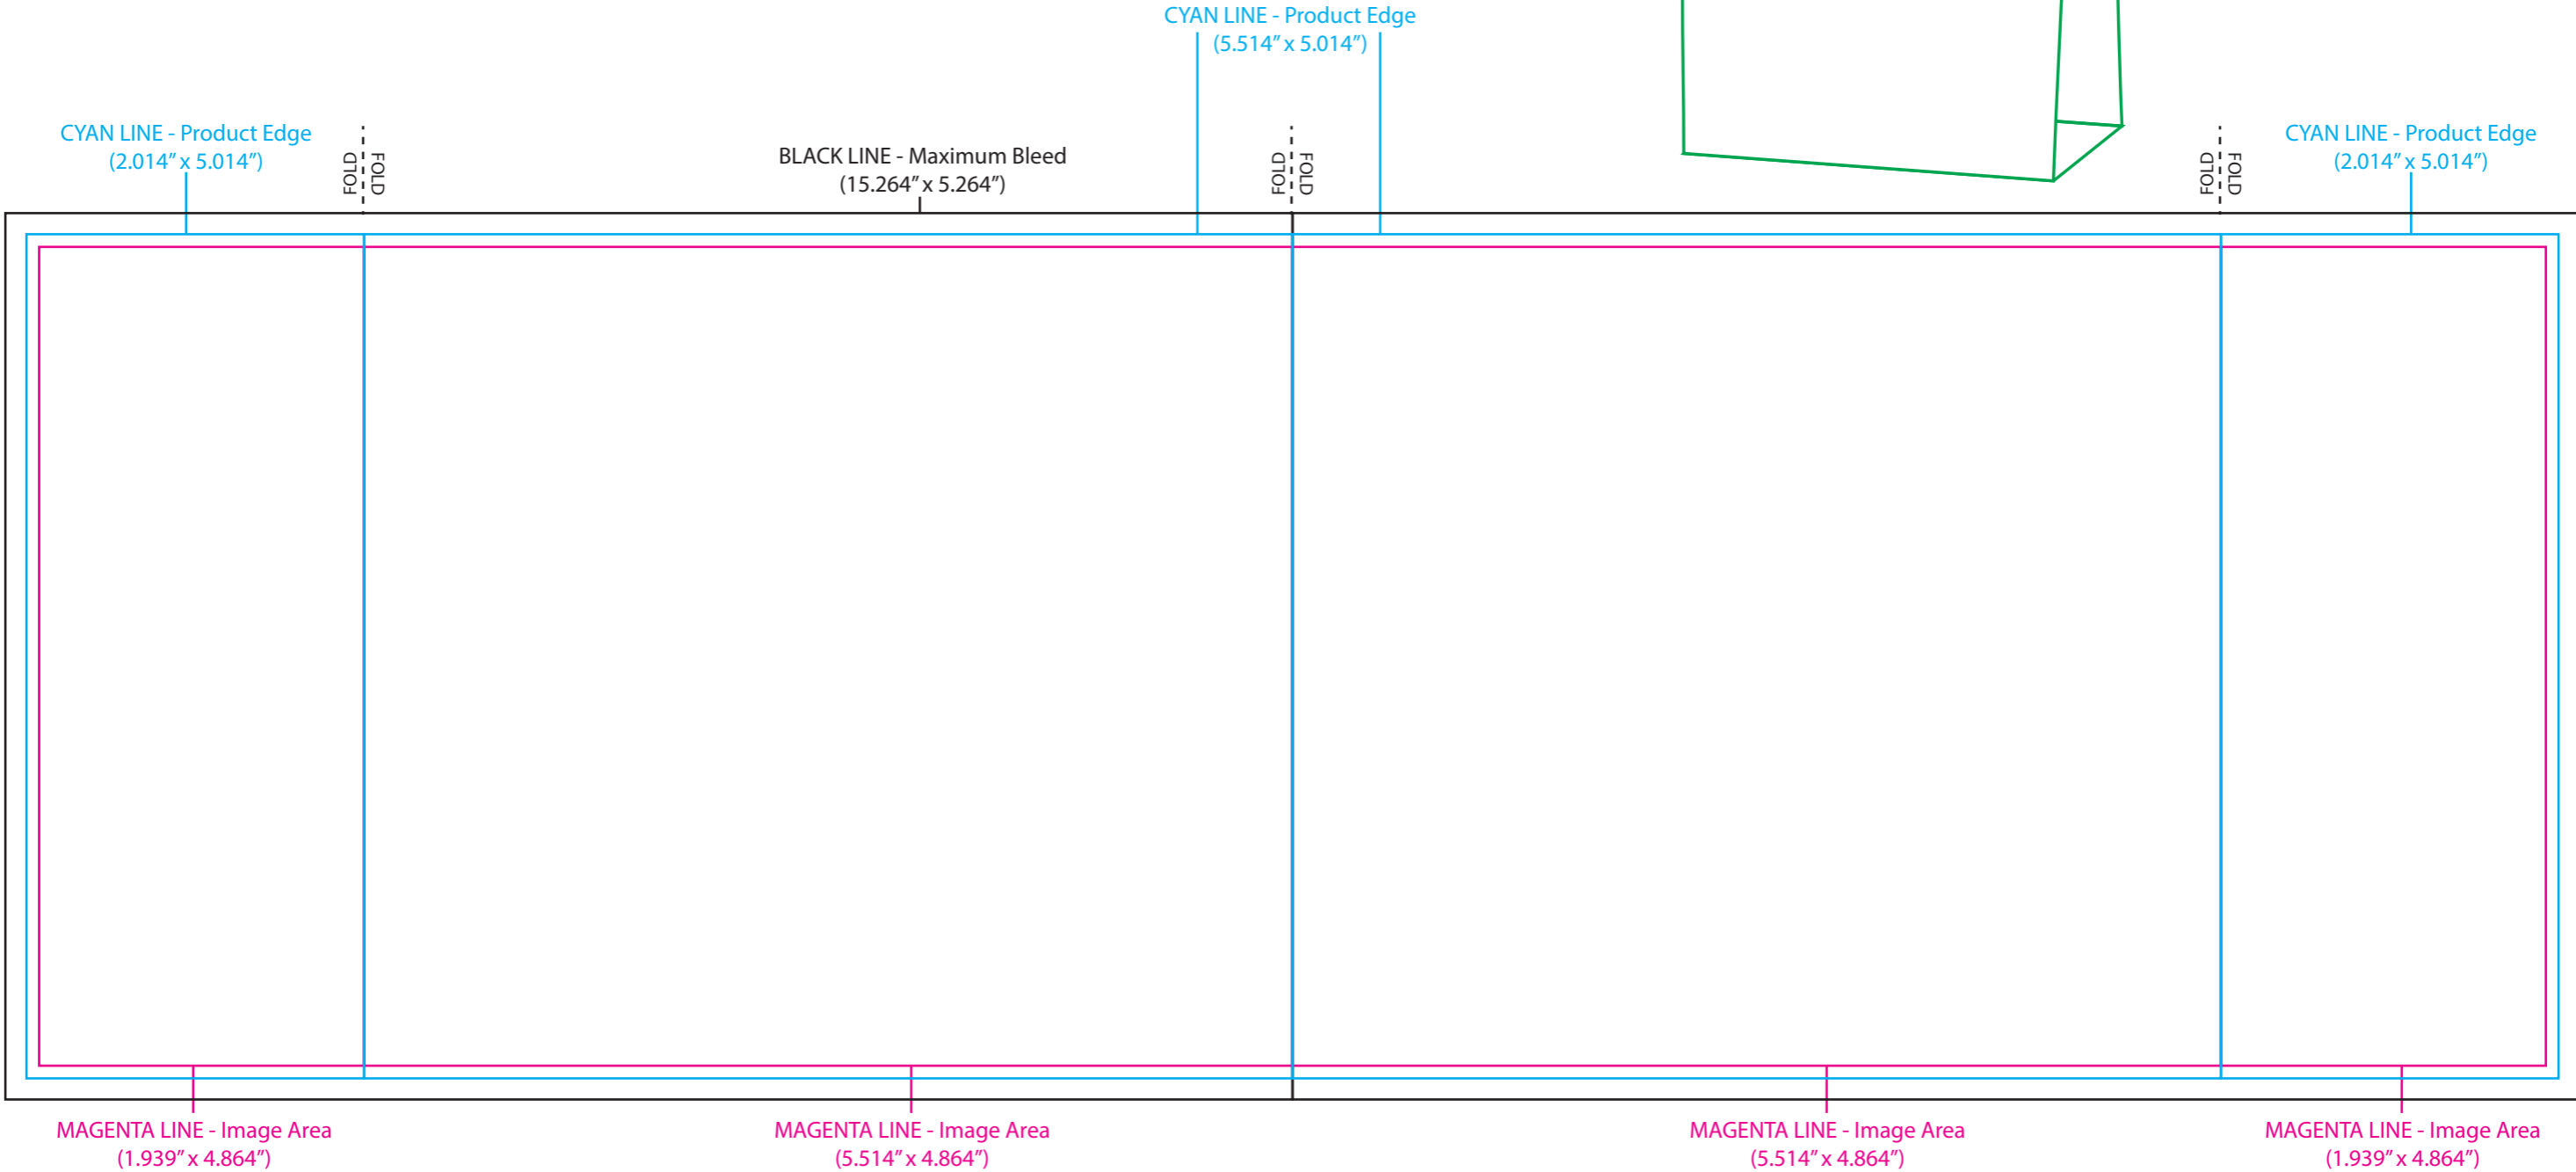 CYAN LINE - Product Edge
(5.514” x 5.014”)
CYAN LINE - Product Edge
(2.014” x 5.014”)
FOLD
FOLD
BLACK LINE - Maximum Bleed
(15.264” x 5.264”)
FOLD
FOLD
FOLD
FOLD
CYAN LINE - Product Edge
(2.014” x 5.014”)
MAGENTA LINE - Image Area
(1.939” x 4.864”)
MAGENTA LINE - Image Area
(5.514” x 4.864”)
MAGENTA LINE - Image Area
(5.514” x 4.864”)
MAGENTA LINE - Image Area
(1.939” x 4.864”)